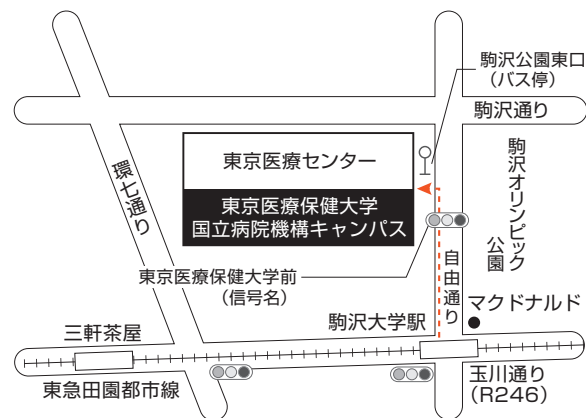 駒沢公園東口
(バス停)
駒沢通り
東京医療センター
環七通り
駒沢オリンピック
公園
東京医療保健大学
国立病院機構キャンパス
東京医療保健大学前
(信号名)
自由通り
マクドナルド
駒沢大学駅
三軒茶屋
東急田園都市線
玉川通り
(R246)